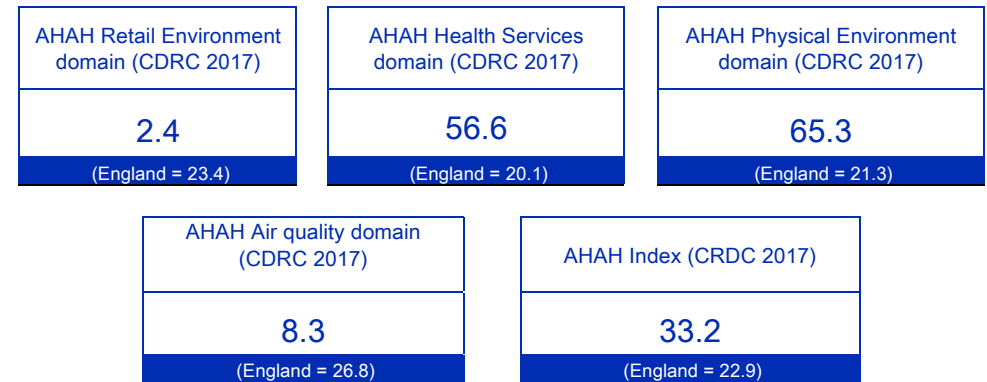 AHAH Retail Environment
domain (CDRC 2017)
2.4
(England = 23.4)
AHAH Health Services
domain (CDRC 2017)
56.6
(England = 20.1)
AHAH Physical Environment
domain (CDRC 2017)
65.3
(England = 21.3)
AHAH Air quality domain
(CDRC 2017)
8.3
(England = 26.8)
AHAH Index (CRDC 2017)
33.2
(England = 22.9)